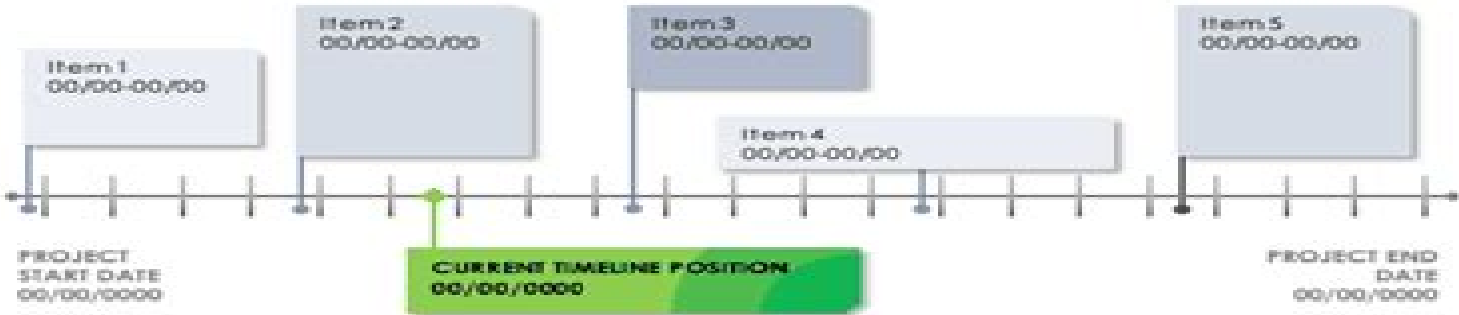 Item 1
00/00-00/00
Item 2
00/00-00/00
Item 3
00/00-00/00
Item 4
00/00-00/00
Item 5
00/00-00/00
PROJECT
START DATE
00/00/0000
CURRENT TIMELINE POSITION
00/00/0000
PROJECT END
DATE
00/00/0000